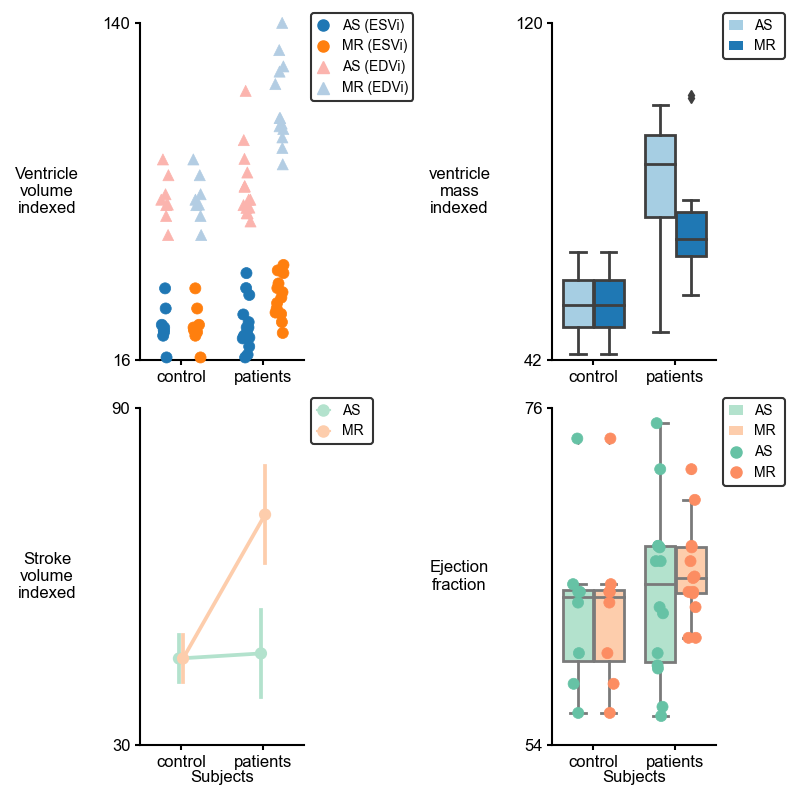 140
AS (ESVi)
MR (ESVi)
AS (EDVi)
MR (EDVi)
Ventricle
volume
indexed
16
control
patients
120
AS
MR
ventricle
mass
indexed
42
control
patients
90
AS
MR
Stroke
volume
indexed
30
control
patients
Subjects
76
AS
MR
AS
MR
Ejection
fraction
54
control
patients
Subjects